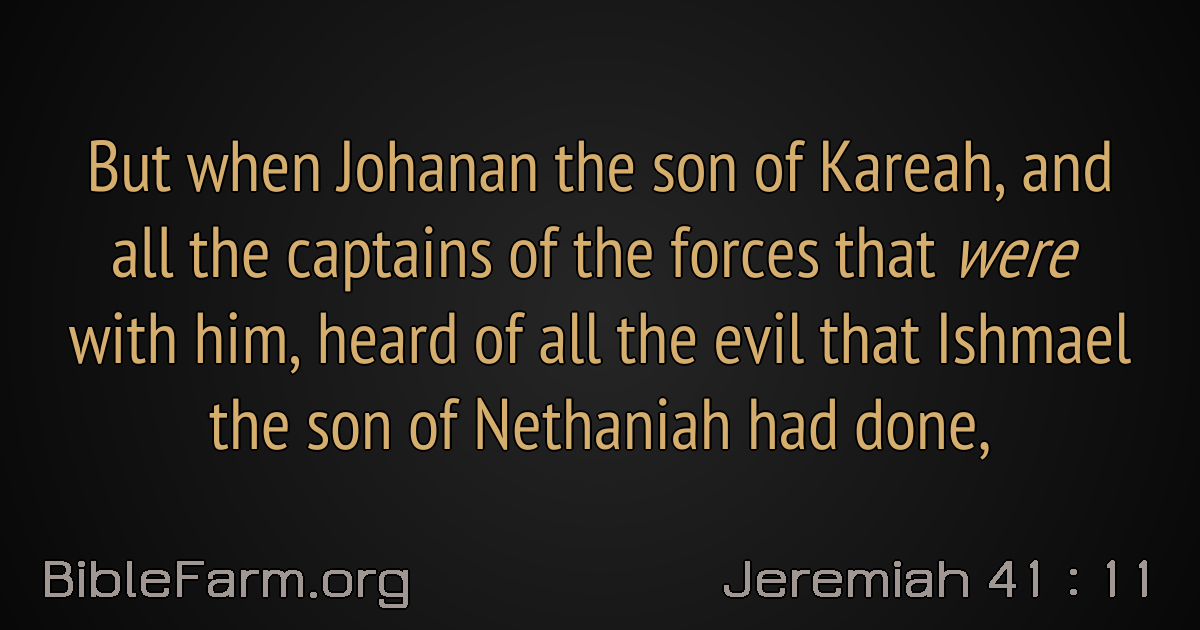 But when Johanan the son of Kareah, and
all the captains of the forces that were
with him, heard of all the evil that Ishmael
the son of Nethaniah had done,
BibleFarm.org
Jeremiah 41 : 11